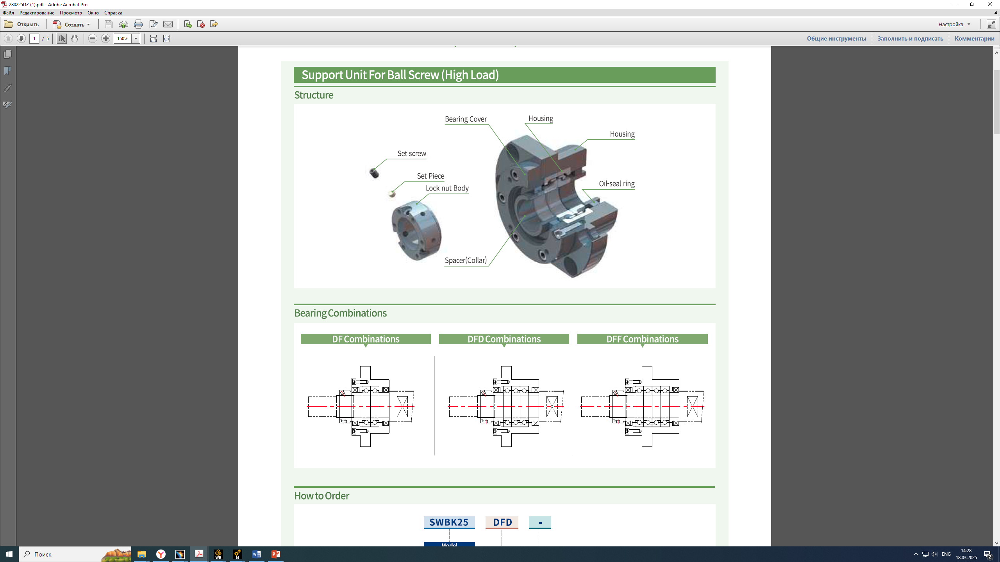 280225DZ (1).pdf - Adobe Acrobat Pro
Файл Редактирование Просмотр Окно Справка
Открыть Создать Настройка
1 / 5 150% Общие инструменты Заполнить и подписать Комментарии
Support Unit For Ball Screw (High Load)
Structure
Bearing Cover
Housing
Housing
Set screw
Set Piece
Lock nut Body
Oil-seal ring
Spacer(Collar)
Bearing Combinations
DF Combinations DFD Combinations DFF Combinations
How to Order
SWBK25 DFD -
Model
Поиск
WB
M
ENG
14:28
18.03.2025
2